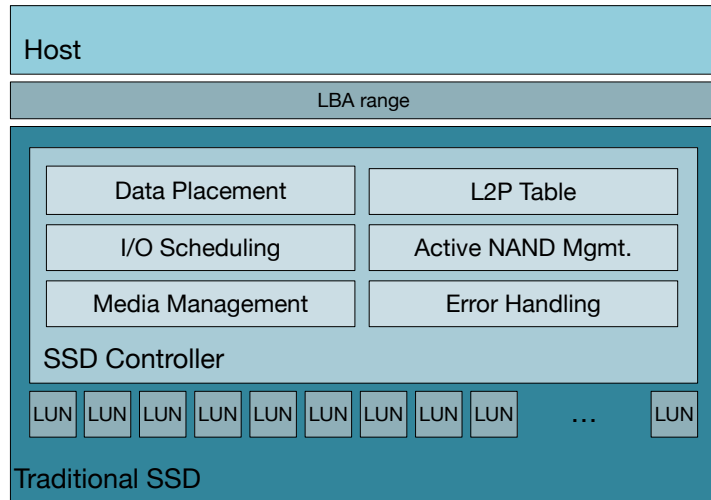 Host
LBA range
Data Placement
L2P Table
I/O Scheduling
Active NAND Mgmt.
Media Management
Error Handling
SSD Controller
LUN LUN LUN LUN LUN LUN LUN LUN LUN ... LUN
Traditional SSD